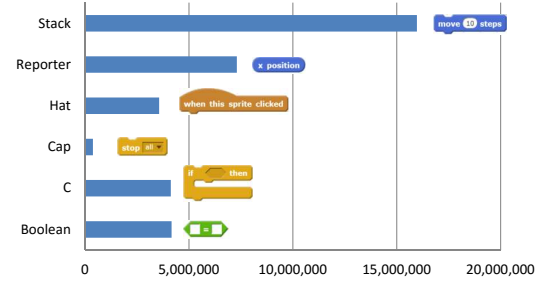 Stack
move 10 steps
Reporter
x position
Hat
when this sprite clicked
Cap
stop all
C
if then
Boolean
=
0 5,000,000 10,000,000 15,000,000 20,000,000